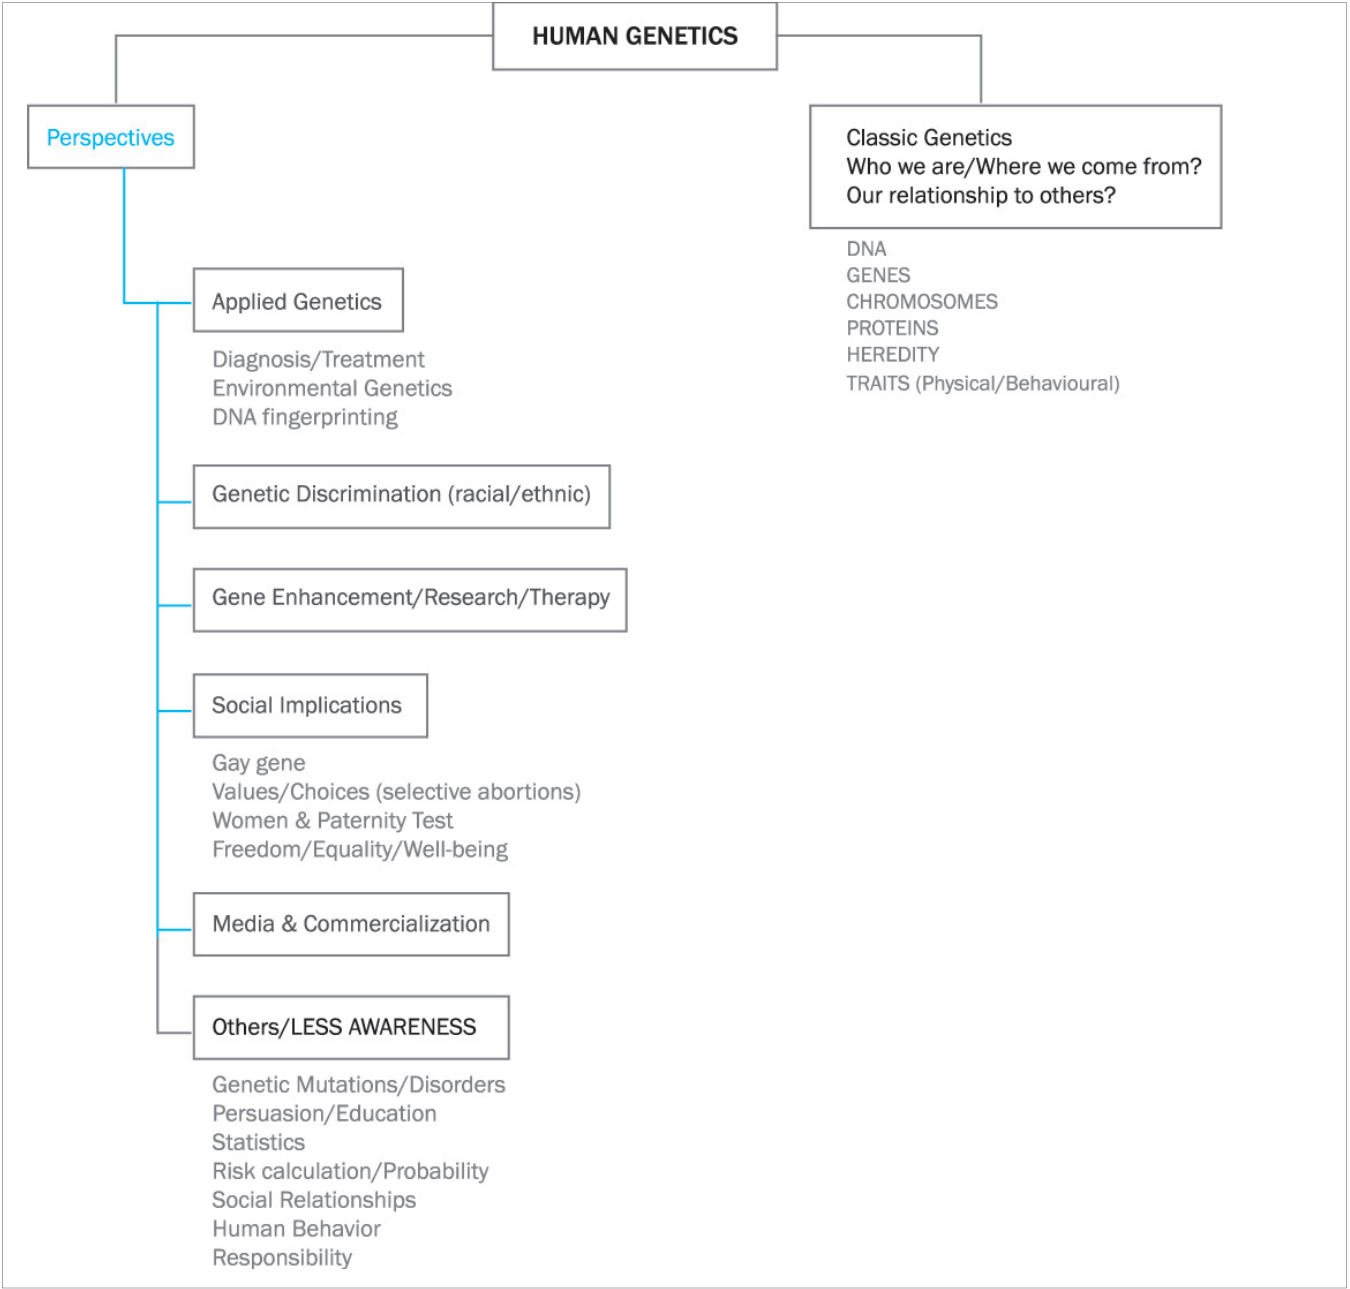 HUMAN GENETICS
Perspectives
Classic Genetics
Who we are/Where we come from?
Our relationship to others?
DNA
GENES
CHROMOSOMES
PROTEINS
HEREDITY
TRAITS (Physical/Behavioural)
Applied Genetics
Diagnosis/Treatment
Environmental Genetics
DNA fingerprinting
Genetic Discrimination (racial/ethnic)
Gene Enhancement/Research/Therapy
Social Implications
Gay gene
Values/Choices (selective abortions)
Women & Paternity Test
Freedom/Equality/Well-being
Media & Commercialization
Others/LESS AWARENESS
Genetic Mutations/Disorders
Persuasion/Education
Statistics
Risk calculation/Probability
Social Relationships
Human Behavior
Responsibility